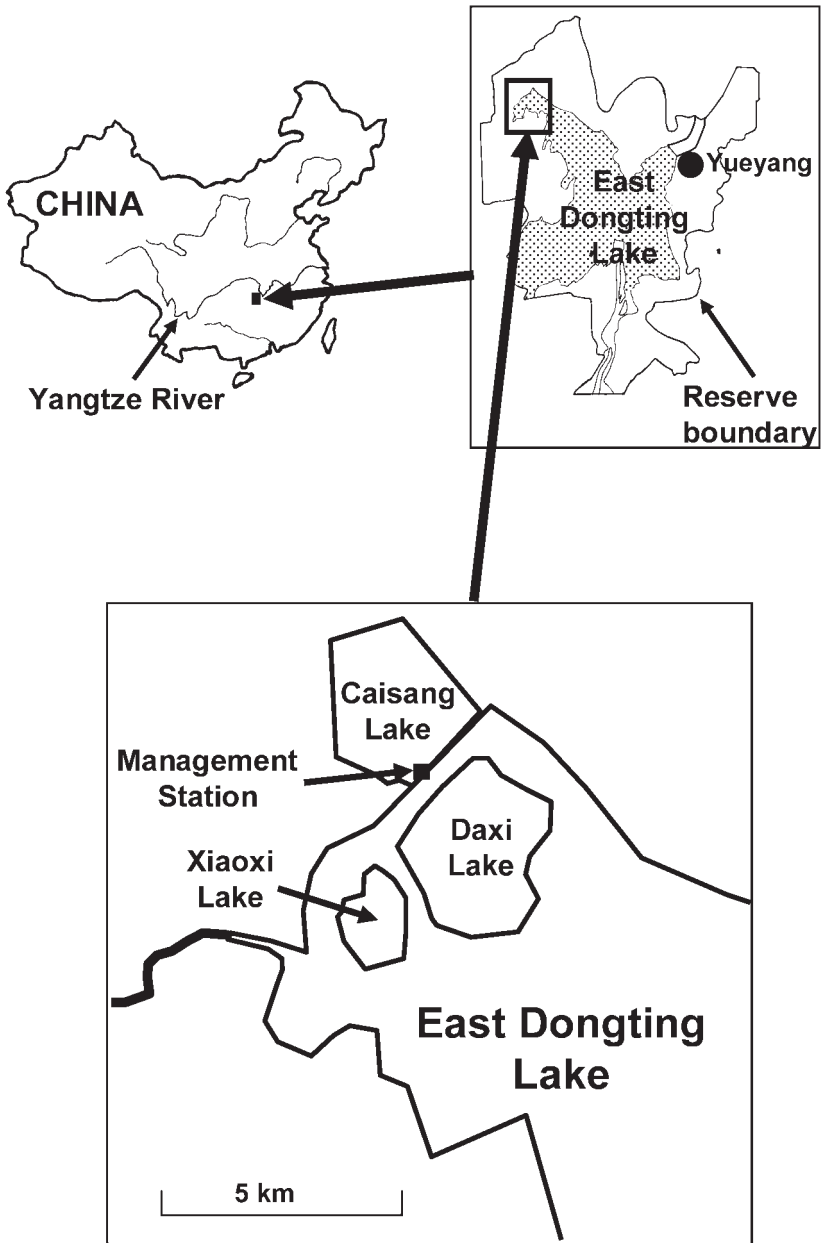 CHINA
Yangtze River
Yueyang
East
Dongting
Lake
Reserve
boundary
Caisang
Lake
Management
Station
Daxi
Lake
Xiaoxi
Lake
East Dongting
Lake
5 km